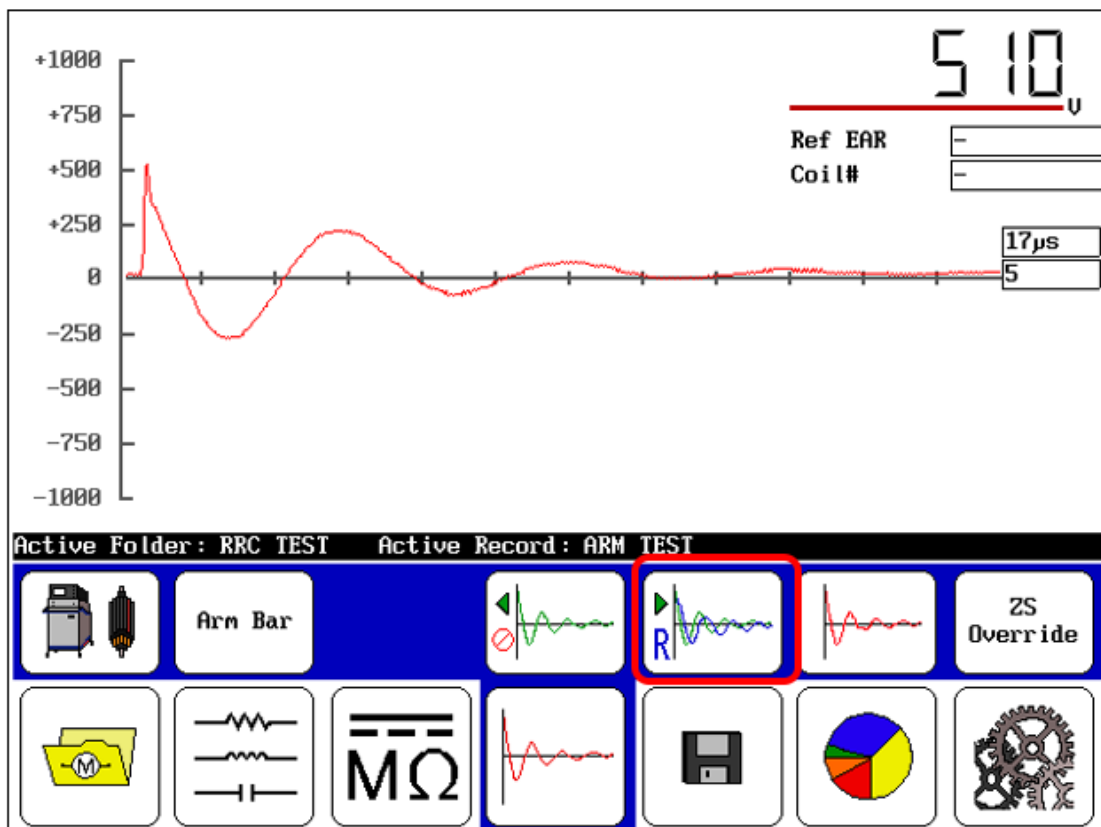 510
V
+1000
+750
+500
+250
0
-250
-500
-750
-1000
Ref EAR -
Coil# -
17µs
5
Active Folder: RRC TEST Active Record: ARM TEST
Arm Bar
R
ZS
Override
M
MΩ